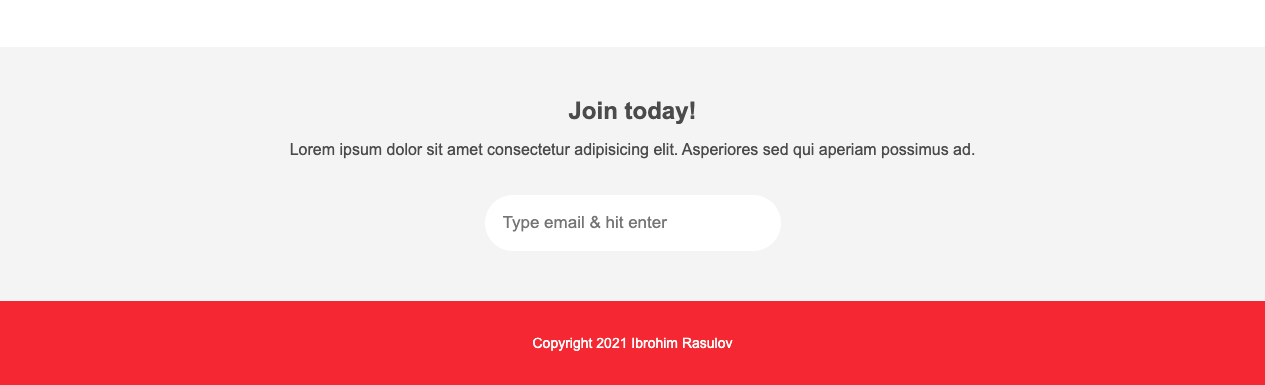 Join today!
Lorem ipsum dolor sit amet consectetur adipisicing elit. Asperiores sed qui aperiam possimus ad.
Type email & hit enter
Copyright 2021 Ibrohim Rasulov